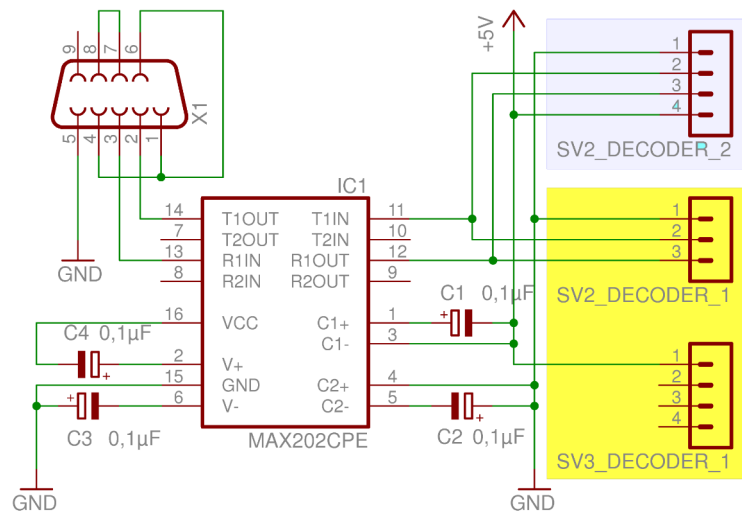 9 8 7 6
X1
5 4 3 2 1
GND
+5V
1
2
3
4
SV2_DECODER_2
IC1
14 T1OUT T1IN 11
7 T2OUT T2IN 10
13 R1IN R1OUT 12
8 R2IN R2OUT 9
1
2
3
SV2_DECODER_1
C1 0,1µF
16 VCC C1+ 1
C1- 3
C4 0,1µF
+
2 V+
15 GND C2+ 4
6 V- C2- 5
+
C3 0,1µF
+
+
C2 0,1µF
MAX202CPE
1
2
3
4
SV3_DECODER_1
GND
GND